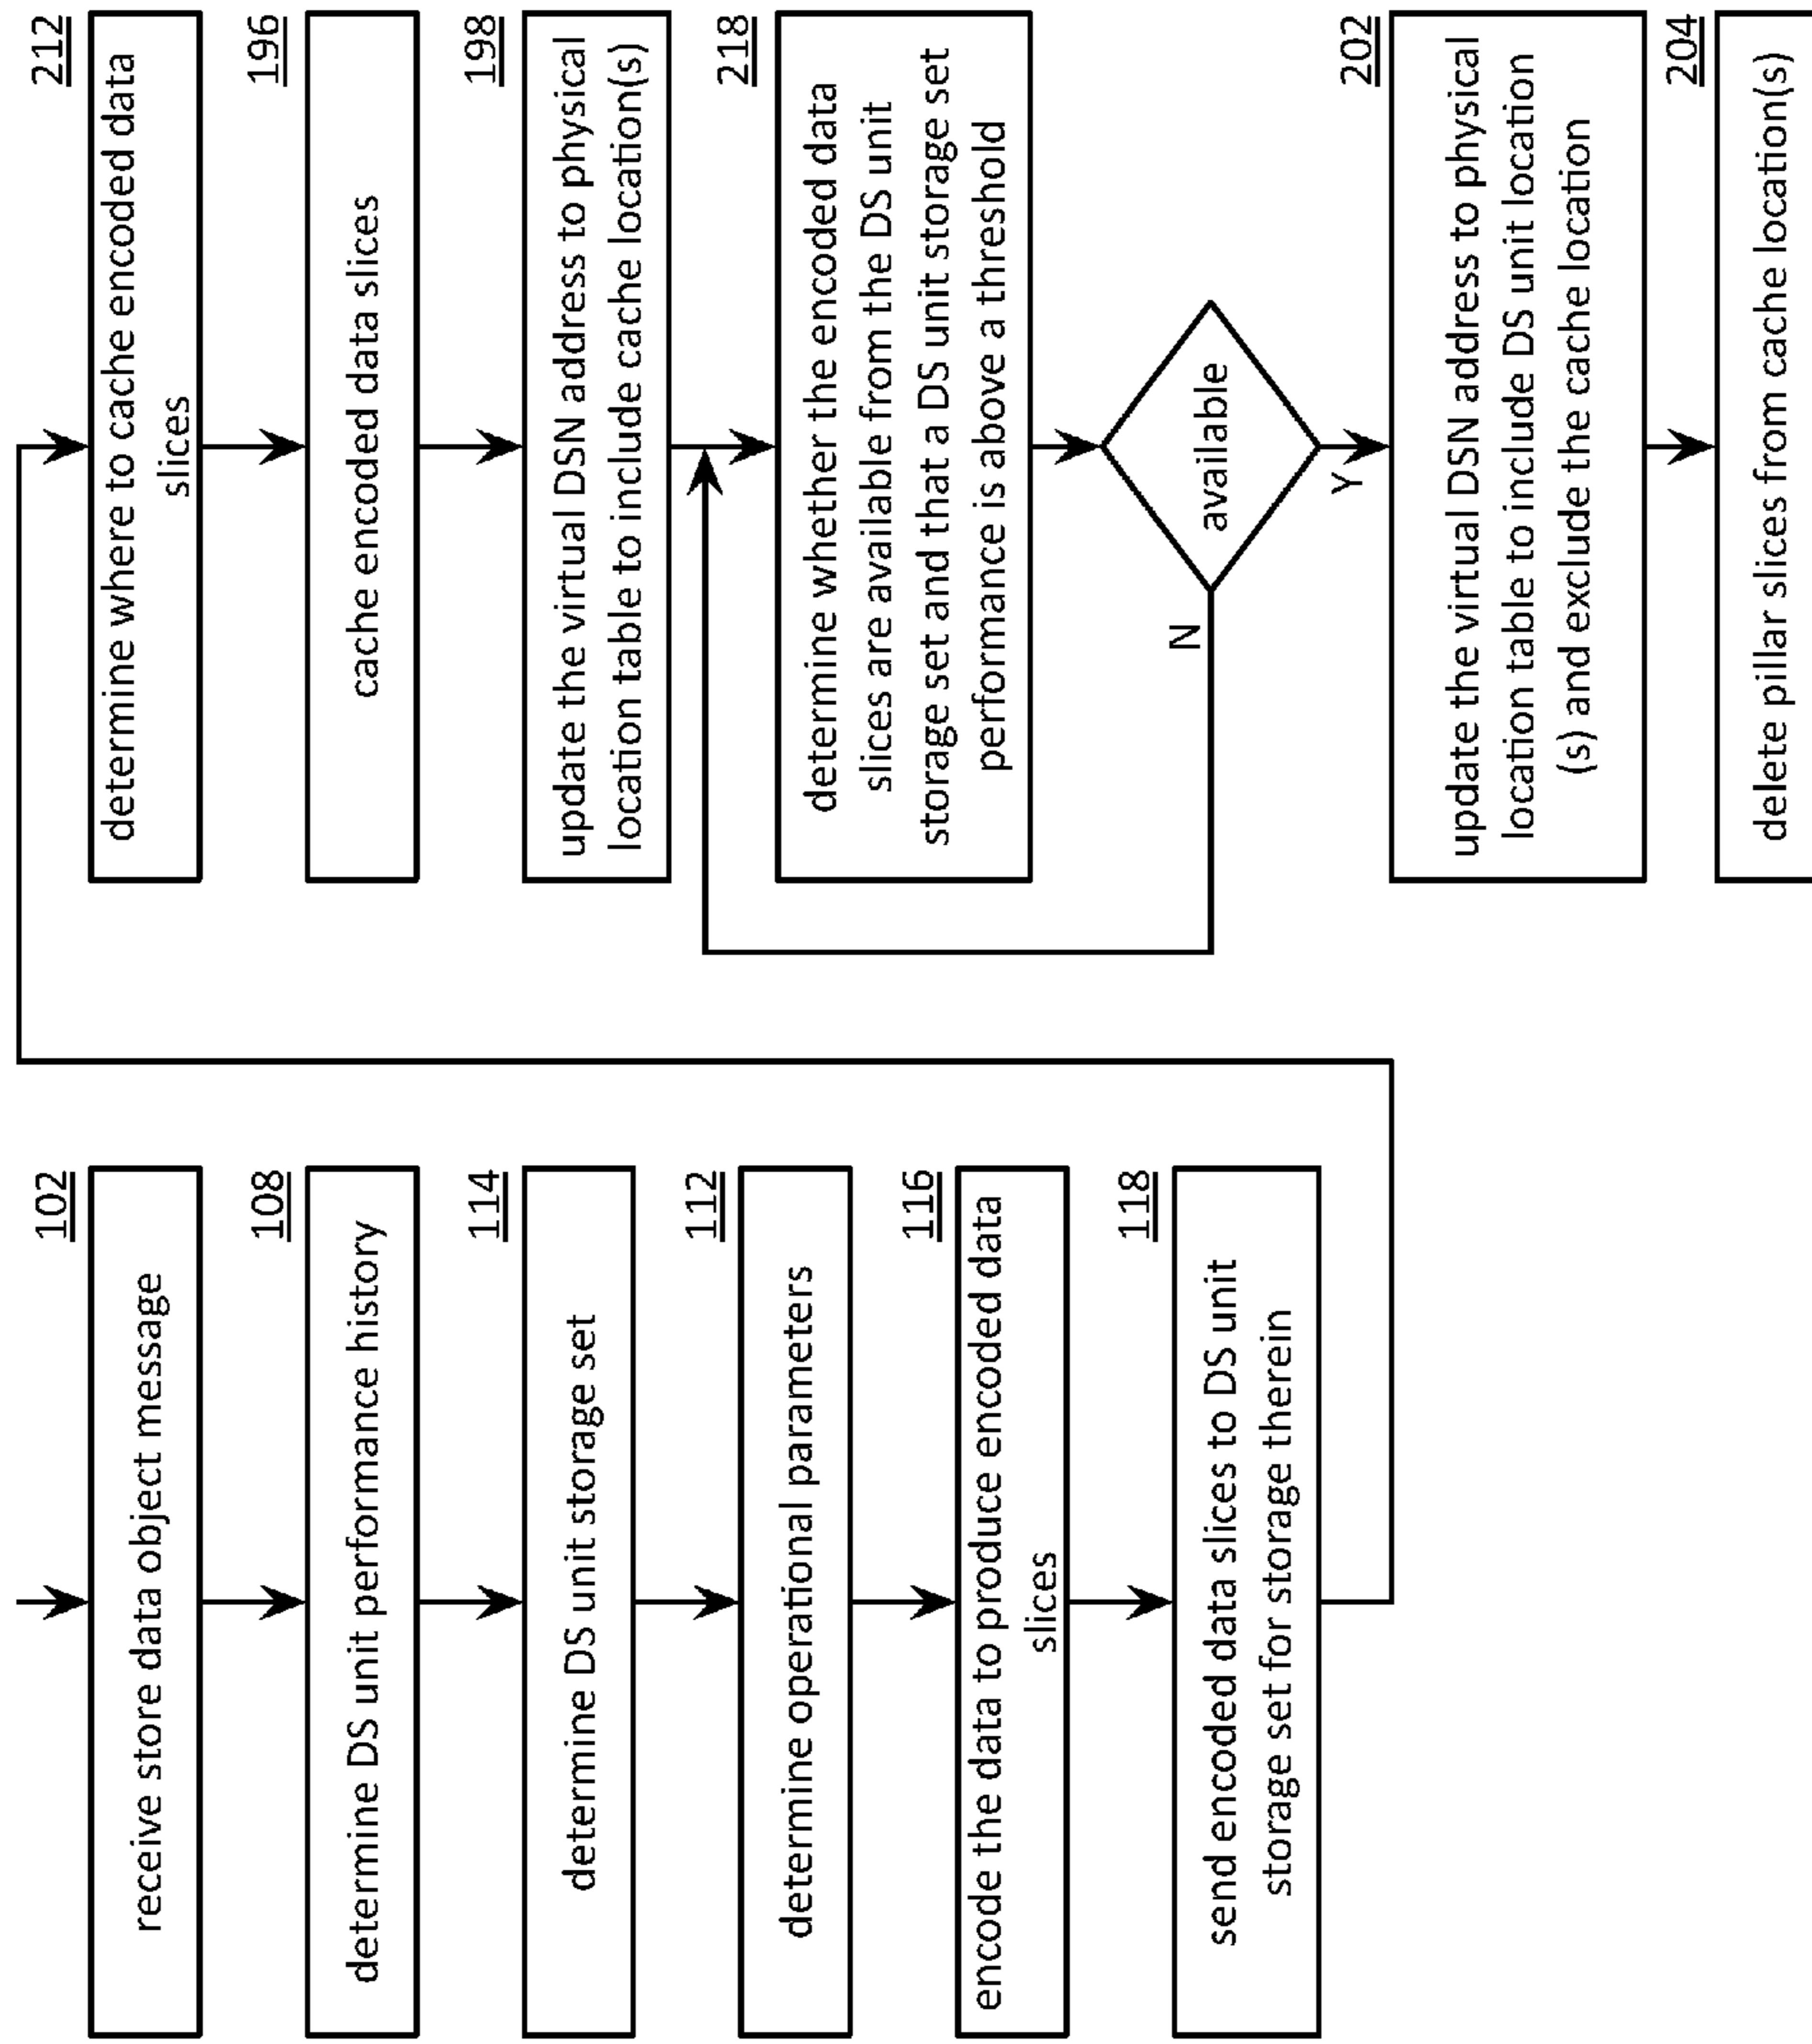 102
receive store data object message
108
determine DS unit performance history
114
determine DS unit storage set
112
determine operational parameters
116
encode the data to produce encoded data
slices
118
send encoded data slices to DS unit
storage set for storage therein
212
determine where to cache encoded data
slices
196
cache encoded data slices
198
update the virtual DSN address to physical
location table to include cache location(s)
218
determine whether the encoded data
slices are available from the DS unit
storage set and that a DS unit storage set
performance is above a threshold
available
N
Y
202
update the virtual DSN address to physical
location table to include DS unit location
(s) and exclude the cache location
204
delete pillar slices from cache location(s)